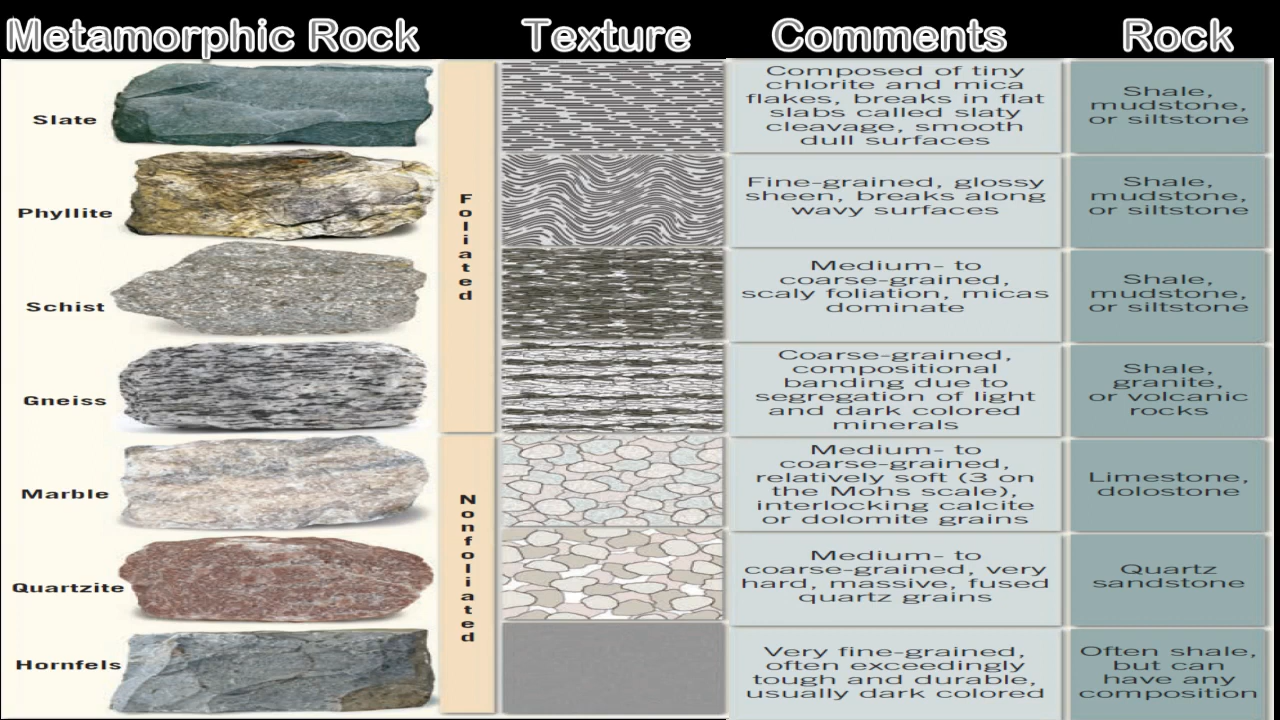 Metamorphic Rock Texture Comments Rock
Slate
Foliated
Composed of tiny
chlorite and mica
flakes, breaks in flat
slabs called slaty
cleavage, smooth
dull surfaces
Shale,
mudstone,
or siltstone
Phyllite
Fine-grained, glossy
sheen, breaks along
wavy surfaces
Shale,
mudstone,
or siltstone
Schist
Medium- to
coarse-grained,
scaly foliation, micas
dominate
Shale,
mudstone,
or siltstone
Gneiss
Coarse-grained,
compositional
banding due to
segregation of light
and dark colored
minerals
Shale,
granite,
or volcanic
rocks
Marble
Nonfoliated
Medium- to
coarse-grained,
relatively soft (3 on
the Mohs scale),
interlocking calcite
or dolomite grains
Limestone,
dolostone
Quartzite
Medium- to
coarse-grained, very
hard, massive, fused
quartz grains
Quartz
sandstone
Hornfels
Very fine-grained,
often exceedingly
tough and durable,
usually dark colored
Often shale,
but can
have any
composition